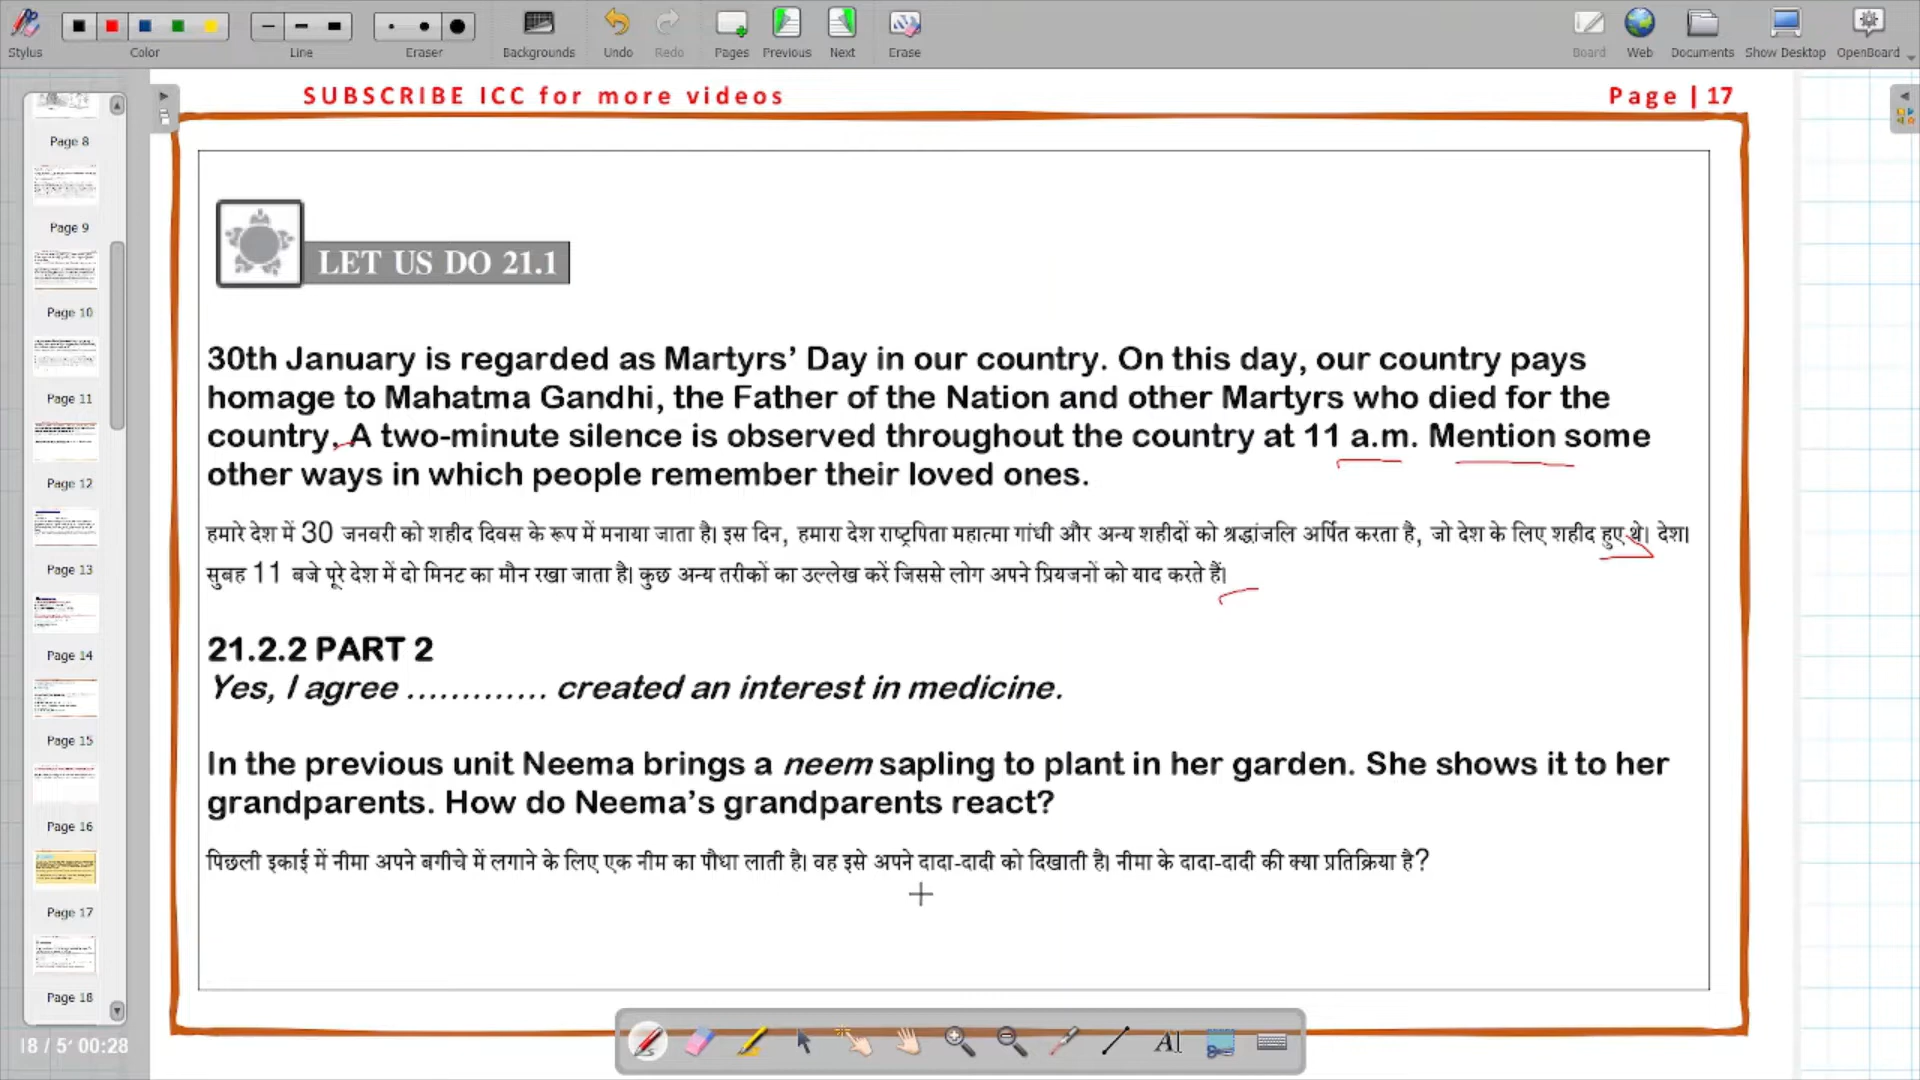 Stylus
Color
Line
Eraser
Backgrounds
Undo
Redo
Pages
Previous
Next
Erase
Board
Web
Documents
Show Desktop
OpenBoard
SUBSCRIBE ICC for more videos
Page | 17
Page 8
Page 9
Page 10
Page 11
Page 12
Page 13
Page 14
Page 15
Page 16
Page 17
Page 18
LET US DO 21.1
30th January is regarded as Martyrs’ Day in our country. On this day, our country pays
homage to Mahatma Gandhi, the Father of the Nation and other Martyrs who died for the
country. A two-minute silence is observed throughout the country at 11 a.m. Mention some
other ways in which people remember their loved ones.
हमारे देश में 30 जनवरी को शहीद दिवस के रूप में मनाया जाता है। इस दिन, हमारा देश राष्ट्रपिता महात्मा गांधी और अन्य शहीदों को श्रद्धांजलि अर्पित करता है, जो देश के लिए शहीद हुए थे। देश।
सुबह 11 बजे पूरे देश में दो मिनट का मौन रखा जाता है। कुछ अन्य तरीकों का उल्लेख करें जिससे लोग अपने प्रियजनों को याद करते हैं।
21.2.2 PART 2
Yes, I agree ............. created an interest in medicine.
In the previous unit Neema brings a neem sapling to plant in her garden. She shows it to her
grandparents. How do Neema’s grandparents react?
पिछली इकाई में नीमा अपने बगीचे में लगाने के लिए एक नीम का पौधा लाती है। वह इसे अपने दादा-दादी को दिखाती है। नीमा के दादा-दादी की क्या प्रतिक्रिया है?
00:28